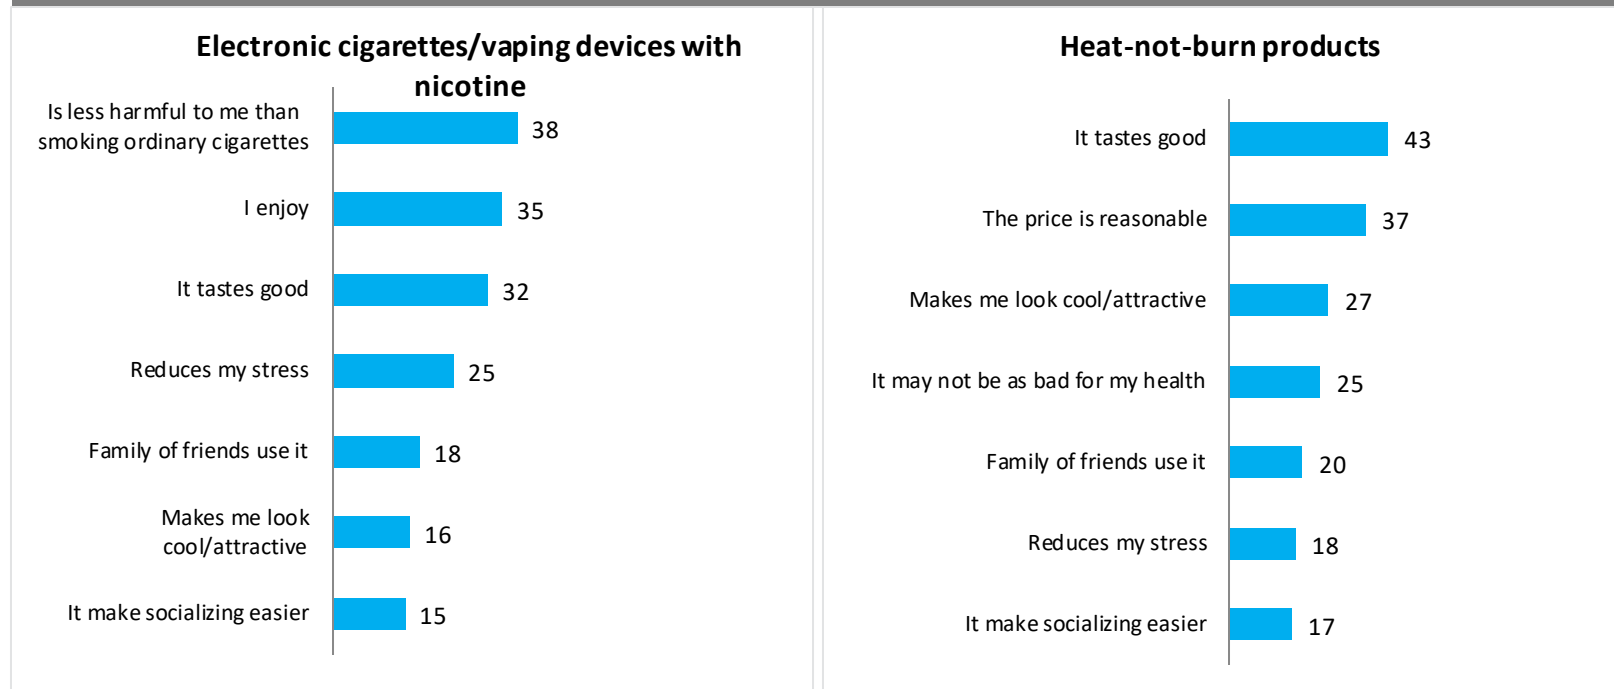 Electronic cigarettes/vaping devices with
nicotine
Is less harmful to me than
smoking ordinary cigarettes
38
I enjoy
35
It tastes good
32
Reduces my stress
25
Family of friends use it
18
Makes me look
cool/attractive
16
It make socializing easier
15
Heat-not-burn products
It tastes good
43
The price is reasonable
37
Makes me look cool/attractive
27
It may not be as bad for my health
25
Family of friends use it
20
Reduces my stress
18
It make socializing easier
17